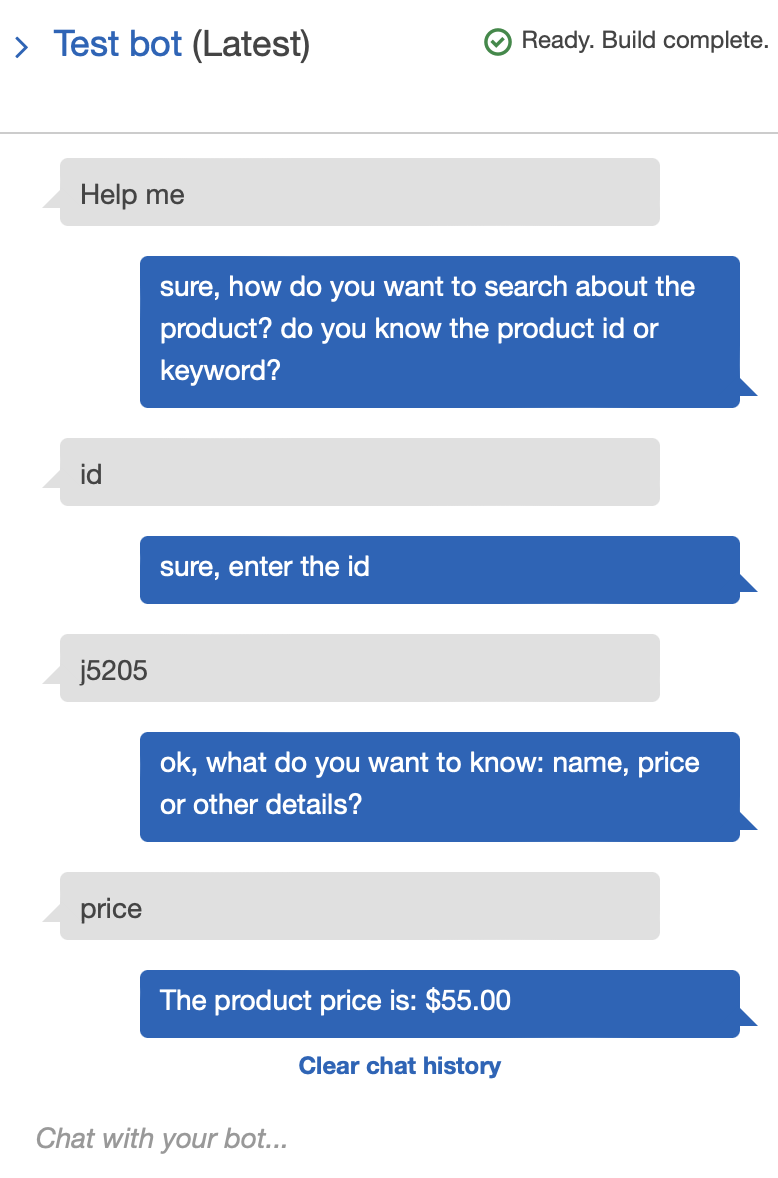 Test bot (Latest)
Ready. Build complete.
Help me
sure, how do you want to search about the
product? do you know the product id or
keyword?
id
sure, enter the id
j5205
ok, what do you want to know: name, price
or other details?
price
The product price is: $55.00
Clear chat history
Chat with your bot...